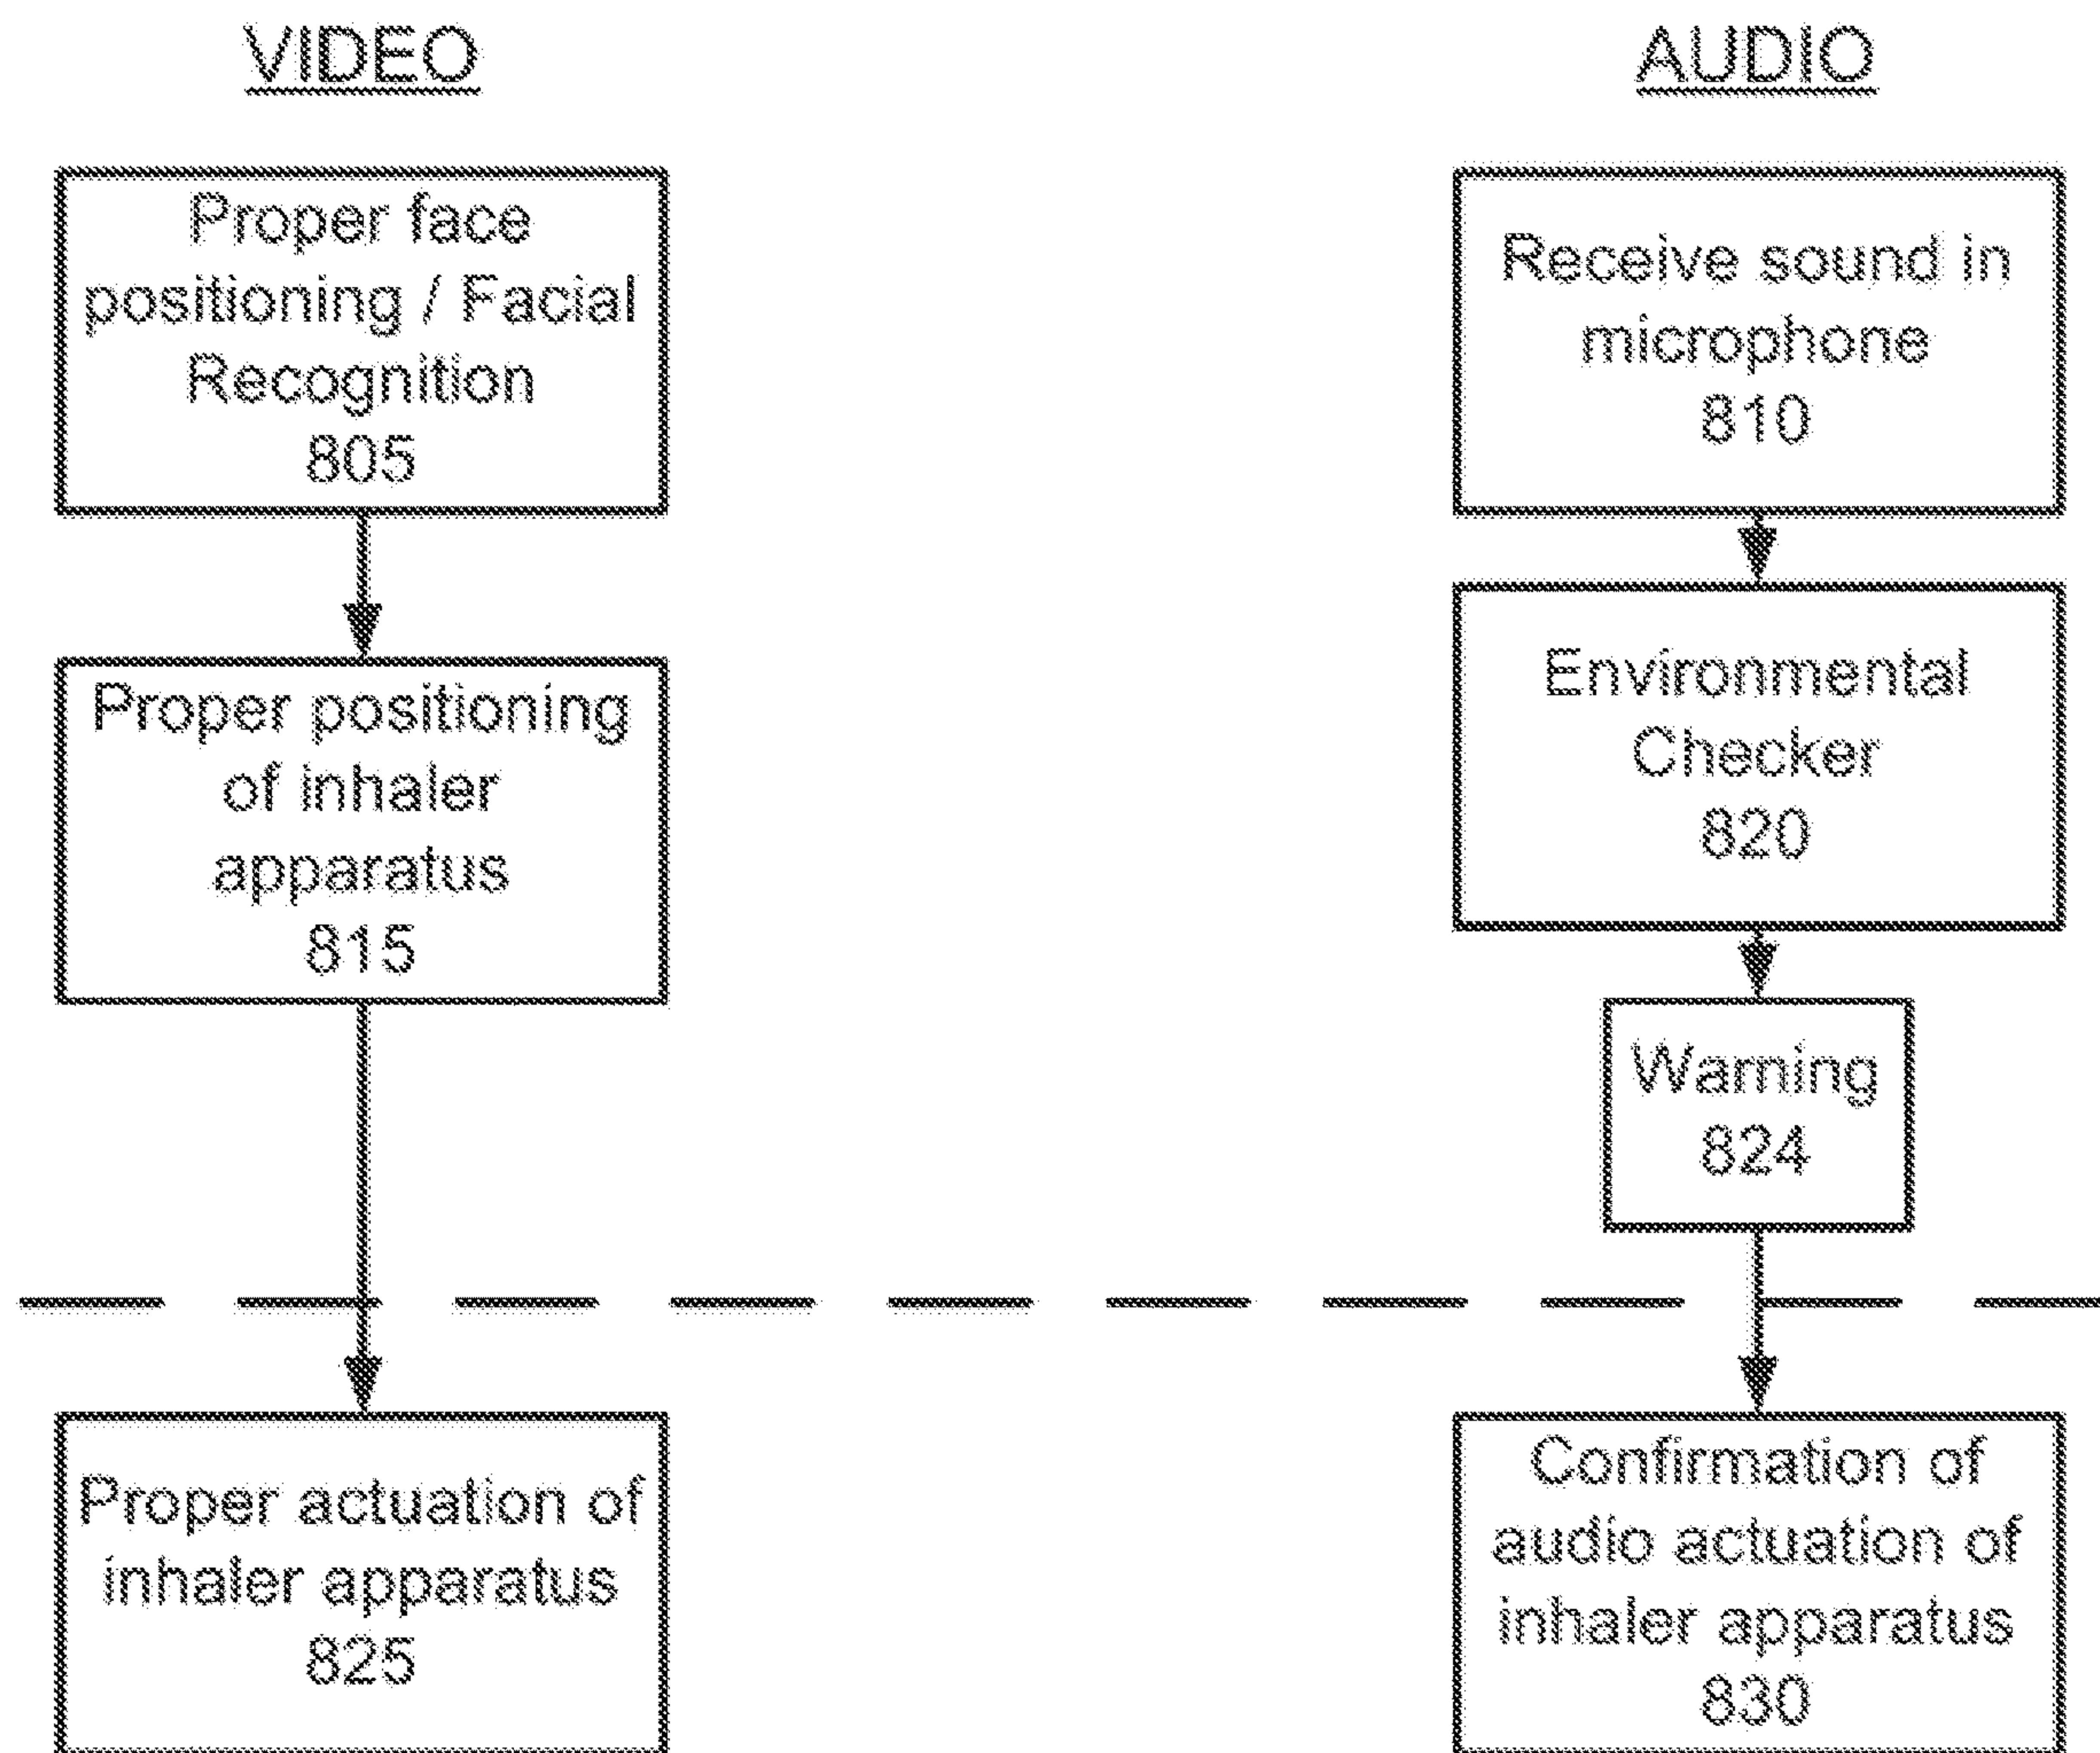 VIDEO
Proper face
positioning / Facial
Recognition
805
Proper positioning
of inhaler
apparatus
815
Proper actuation of
inhaler apparatus
825
AUDIO
Receive sound in
microphone
810
Environmental
Checker
820
Warning
824
Confirmation of
audio actuation of
inhaler apparatus
830